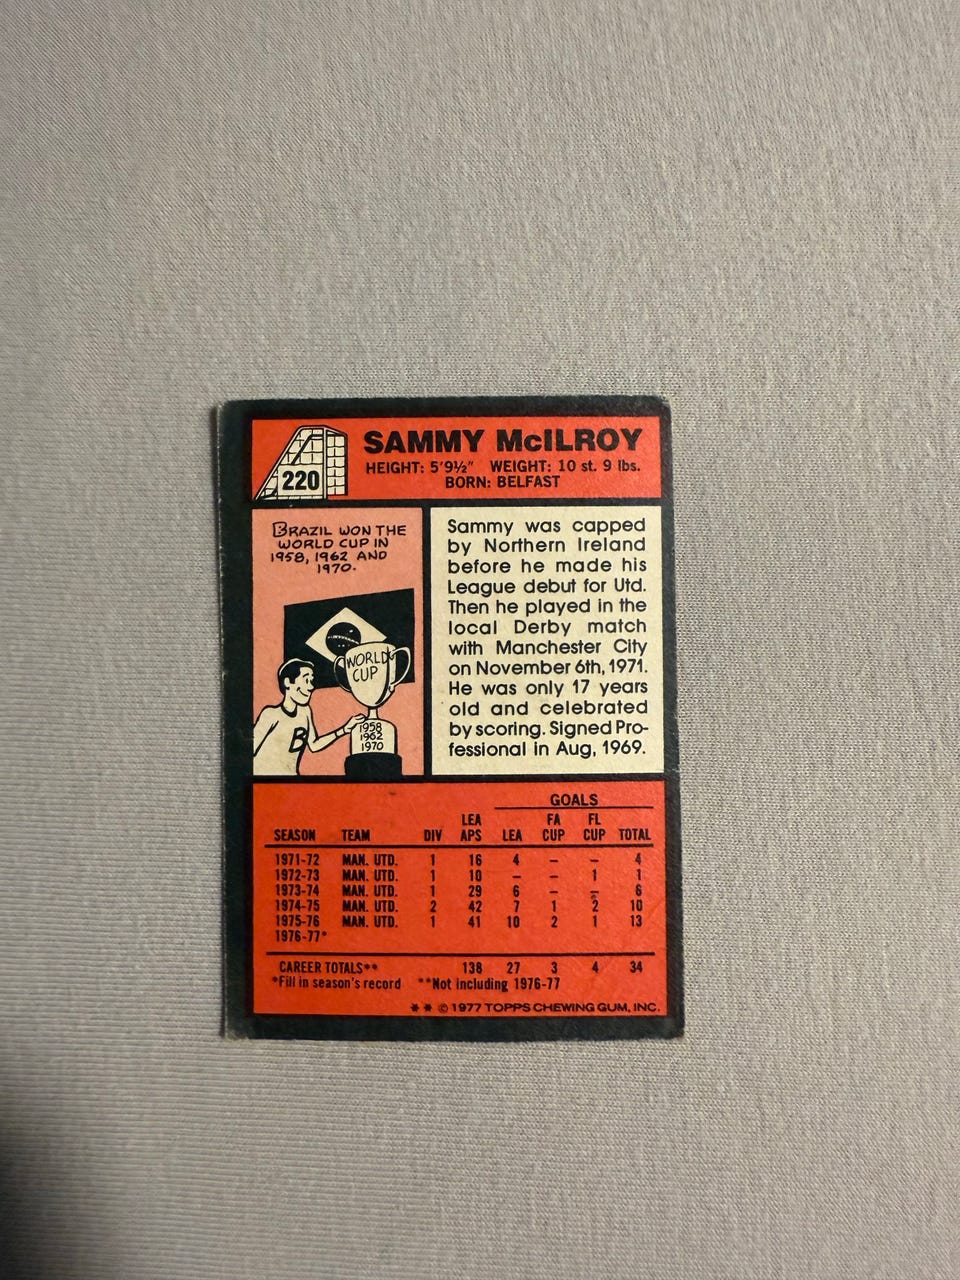 220
SAMMY McILROY
HEIGHT: 5'9½" WEIGHT: 10 st. 9 lbs.
BORN: BELFAST
BRAZIL WON THE
WORLD CUP IN
1958, 1962 AND
1970.
WORLD
CUP
B
1958
1962
1970
Sammy was capped
by Northern Ireland
before he made his
League debut for Utd.
Then he played in the
local Derby match
with Manchester City
on November 6th, 1971.
He was only 17 years
old and celebrated
by scoring. Signed Pro-
fessional in Aug, 1969.
GOALS
LEA FA FL
SEASON TEAM DIV APS LEA CUP CUP TOTAL
1971-72 MAN. UTD. 1 16 4 – – 4
1972-73 MAN. UTD. 1 10 – – 1 1
1973-74 MAN. UTD. 1 29 6 – – 6
1974-75 MAN. UTD. 2 42 7 1 2 10
1975-76 MAN. UTD. 1 41 10 2 1 13
1976-77*
CAREER TOTALS** 138 27 3 4 34
*Fill in season's record **Not including 1976-77
** © 1977 TOPPS CHEWING GUM, INC.